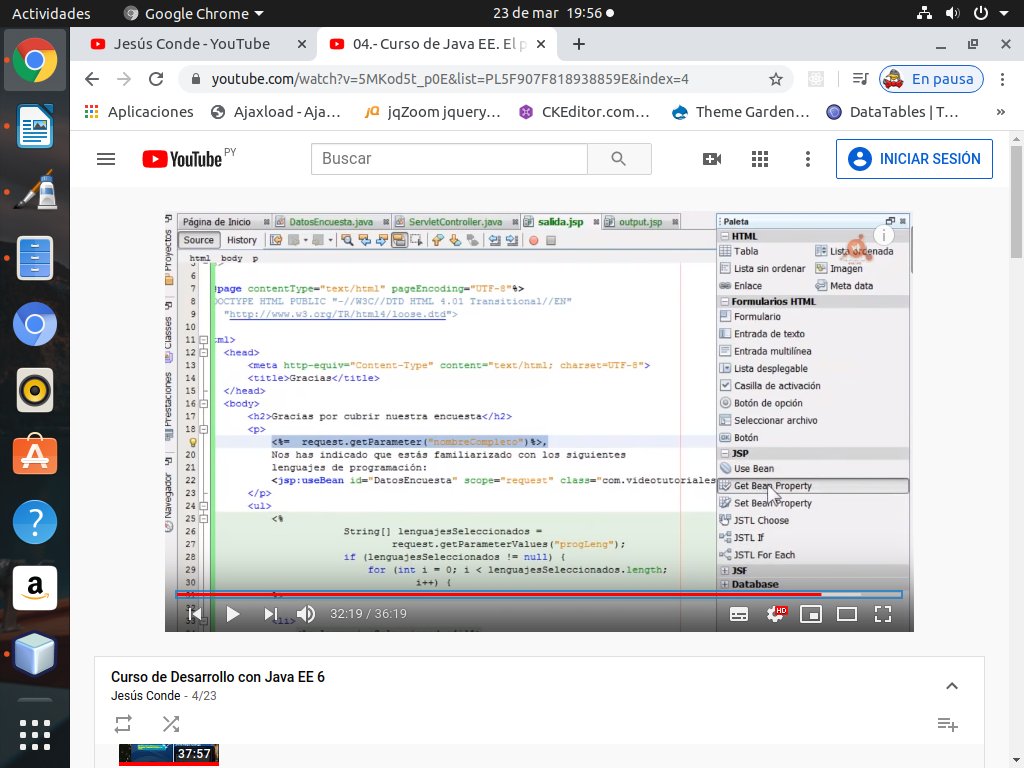 Actividades
Google Chrome
23 de mar 19:56
Jesús Conde - YouTube
04.- Curso de Java EE. El p
youtube.com/watch?v=5MKod5t_p0E&list=PL5F907F818938859E&index=4
En pausa
Aplicaciones
Ajaxload - Aja...
jqZoom jquery...
CKEditor.com...
Theme Garden...
DataTables | T...
»
YouTube PY
Buscar
INICIAR SESIÓN
Página de Inicio
DatosEncuesta.java
ServletController.java
salida.jsp
output.jsp
Source
History
html body p
Proyectos
Clases
Prestaciones
Navegador
6
7 page contentType="text/html" pageEncoding="UTF-8"%>
8 DOCTYPE HTML PUBLIC "-//W3C//DTD HTML 4.01 Transitional//EN"
9 "http://www.w3.org/TR/html4/loose.dtd">
10
11 ml>
12 <head>
13 <meta http-equiv="Content-Type" content="text/html; charset=UTF-8">
14 <title>Gracias</title>
15 </head>
16 <body>
17 <h2>Gracias por cubrir nuestra encuesta</h2>
18 <p>
<%= request.getParameter("nombreCompleto")%>,
20 Nos has indicado que estás familiarizado con los siguientes
21 lenguajes de programación:
22 <jsp:useBean id="DatosEncuesta" scope="request" class="com.videotutoriales
23 </p>
24 <ul>
25 <%
26 String[] lenguajesSeleccionados =
27 request.getParameterValues("progLeng");
28 if (lenguajesSeleccionados != null) {
29 for (int i = 0; i < lenguajesSeleccionados.length;
30 i++) {
<li>
Paleta
HTML
Tabla
Lista ordenada
Lista sin ordenar
Imagen
Enlace
Meta data
Formularios HTML
Formulario
Entrada de texto
Entrada multilínea
Lista desplegable
Casilla de activación
Botón de opción
Seleccionar archivo
Botón
JSP
Use Bean
Get Bean Property
Set Bean Property
JSTL Choose
JSTL If
JSTL For Each
JSF
Database
32:19 / 36:19
HD
Curso de Desarrollo con Java EE 6
Jesús Conde - 4/23
37:57